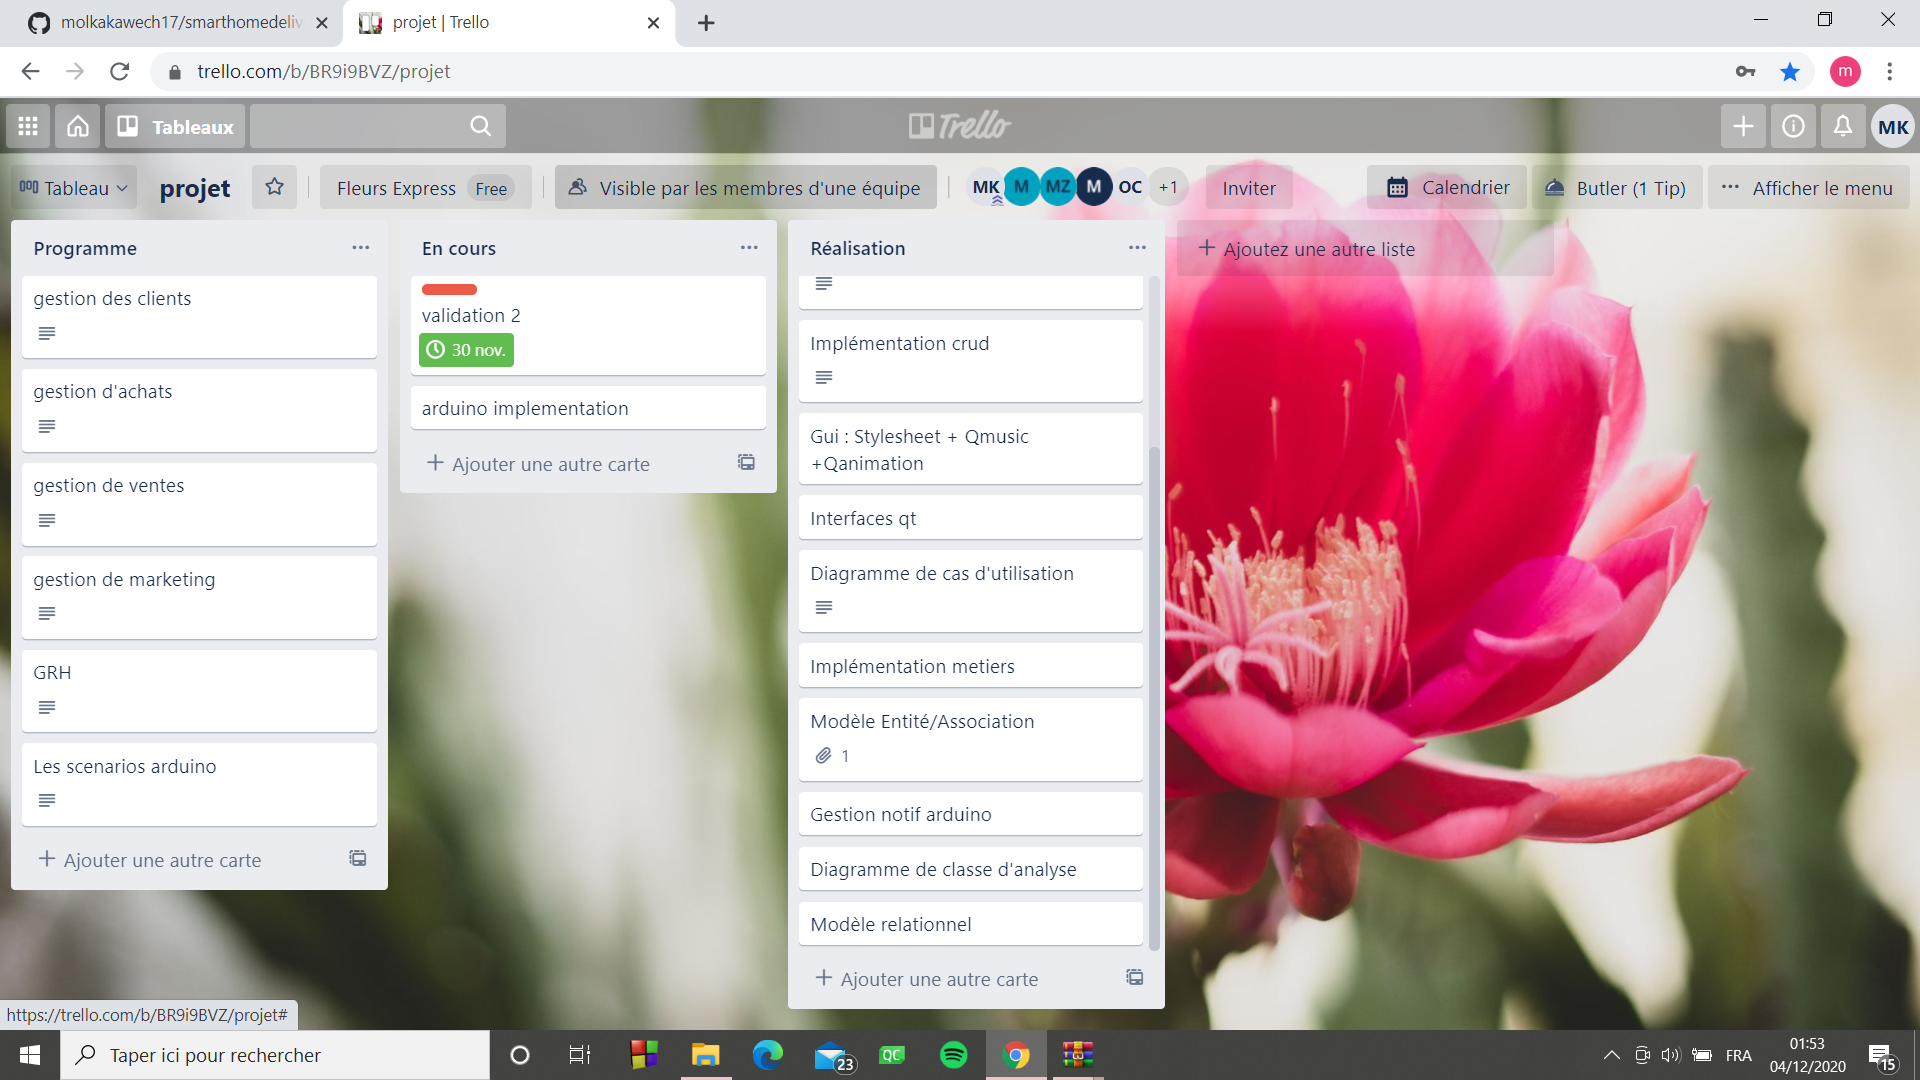 molkakawech17/smarthomedeliv
projet | Trello
trello.com/b/BR9i9BVZ/projet
m
Tableaux
Trello
MK
Tableau
projet
Fleurs Express Free
Visible par les membres d'une équipe
MK M MZ M OC +1
Inviter
Calendrier
Butler (1 Tip)
Afficher le menu
Programme
gestion des clients
gestion d'achats
gestion de ventes
gestion de marketing
GRH
Les scenarios arduino
Ajouter une autre carte
En cours
validation 2
30 nov.
arduino implementation
Ajouter une autre carte
Réalisation
Implémentation crud
Gui : Stylesheet + Qmusic
+Qanimation
Interfaces qt
Diagramme de cas d'utilisation
Implémentation metiers
Modèle Entité/Association
1
Gestion notif arduino
Diagramme de classe d'analyse
Modèle relationnel
Ajouter une autre carte
Ajoutez une autre liste
https://trello.com/b/BR9i9BVZ/projet#
Taper ici pour rechercher
23
QC
FRA
01:53
04/12/2020
15